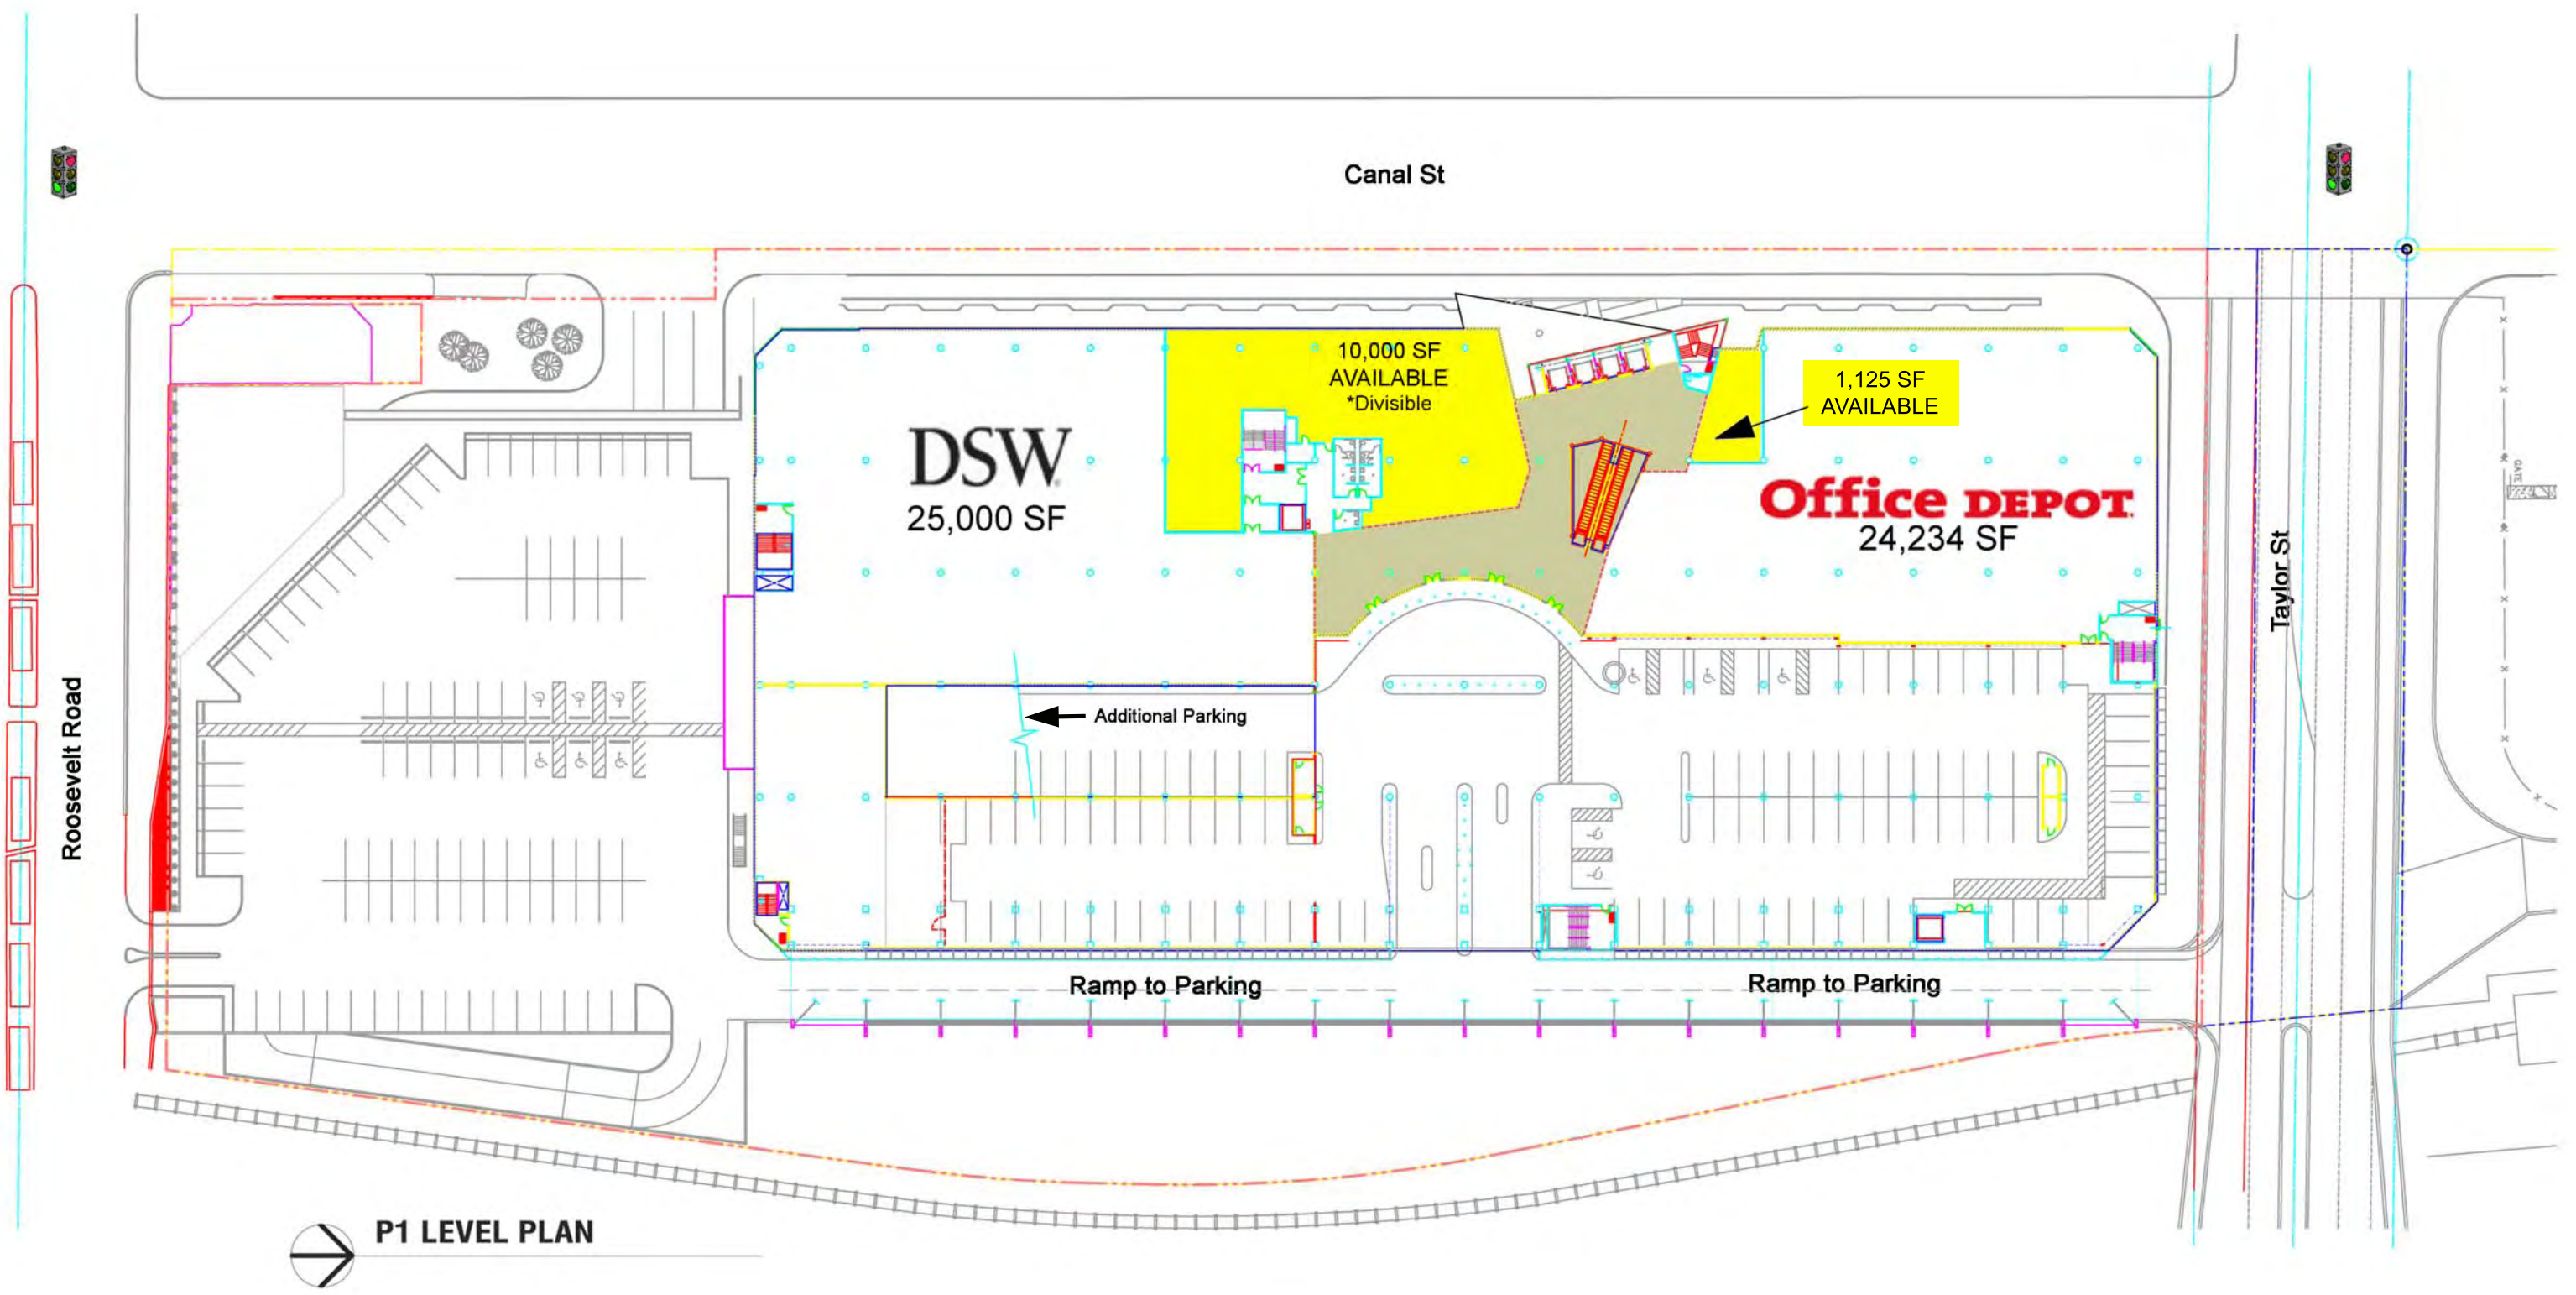 Canal St
10,000 SF
AVAILABLE
*Divisible
1,125 SF
AVAILABLE
DSW
25,000 SF
Office DEPOT.
24,234 SF
GATE
Taylor St
Roosevelt Road
Additional Parking
Ramp to Parking
Ramp to Parking
P1 LEVEL PLAN